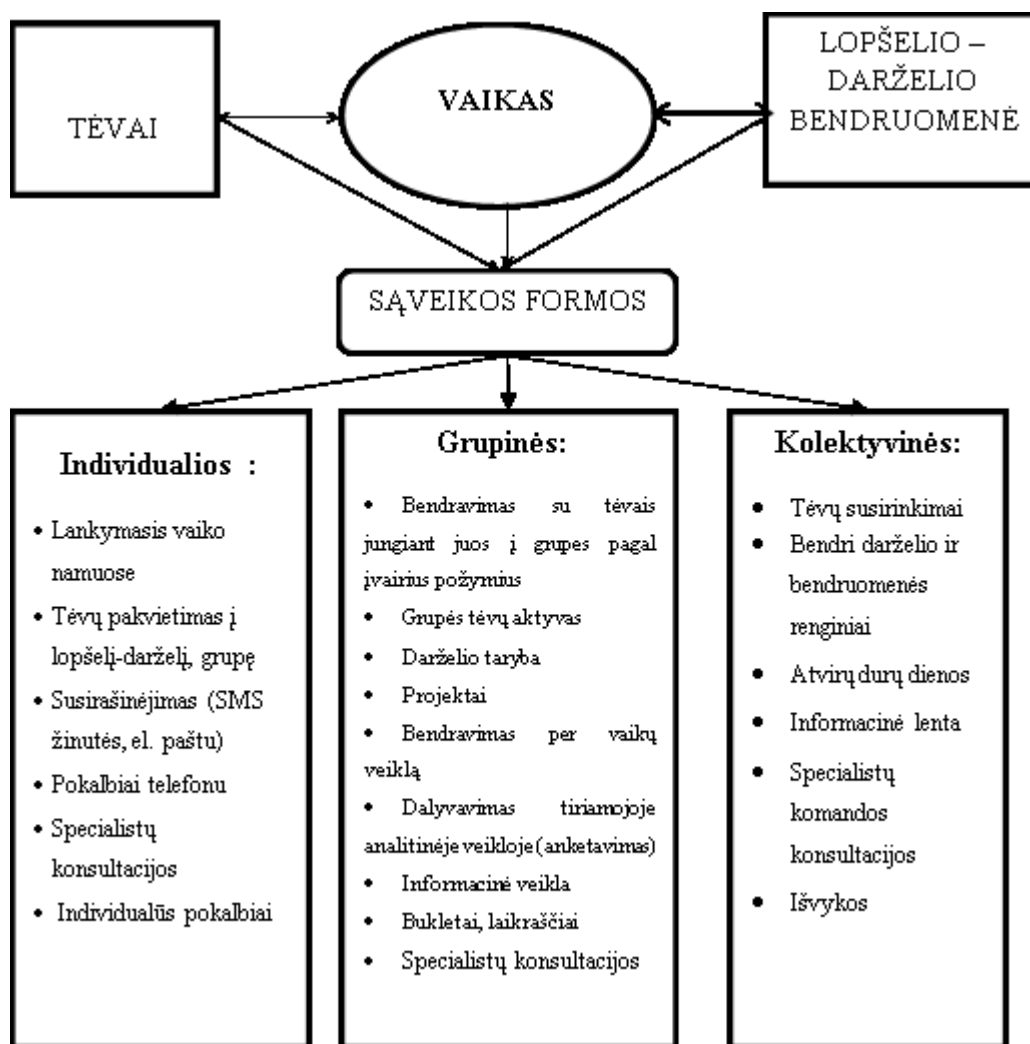 TĖVAI
VAIKAS
LOPŠELIO –
DARŽELIO
BENDRUOMENĖ
SĄVEIKOS FORMOS
Individualios :
• Lankymasis vaiko
namuose
• Tėvų pakvietimas į
lopšelį-darželį, grupę
• Susirašinėjimas (SMS
žinutės, el. paštu)
• Pokalbiai telefonu
• Specialistų
konsultacijos
• Individualūs pokalbiai
Grupinės:
• Bendravimas su tėvais
jungiant juos į grupes pagal
įvairius požymius
• Grupės tėvų aktyvas
• Darželio taryba
• Projektai
• Bendravimas per vaikų
veiklą
• Dalyvavimas tiriamojoje
analitinėje veikloje (anketavimas)
• Informacinė veikla
• Bukletai, laikraščiai
• Specialistų konsultacijos
Kolektyvinės:
• Tėvų susirinkimai
• Bendri darželio ir
bendruomenės
renginiai
• Atvirų durų dienos
• Informacinė lenta
• Specialistų
komandos
konsultacijos
• Išvykos